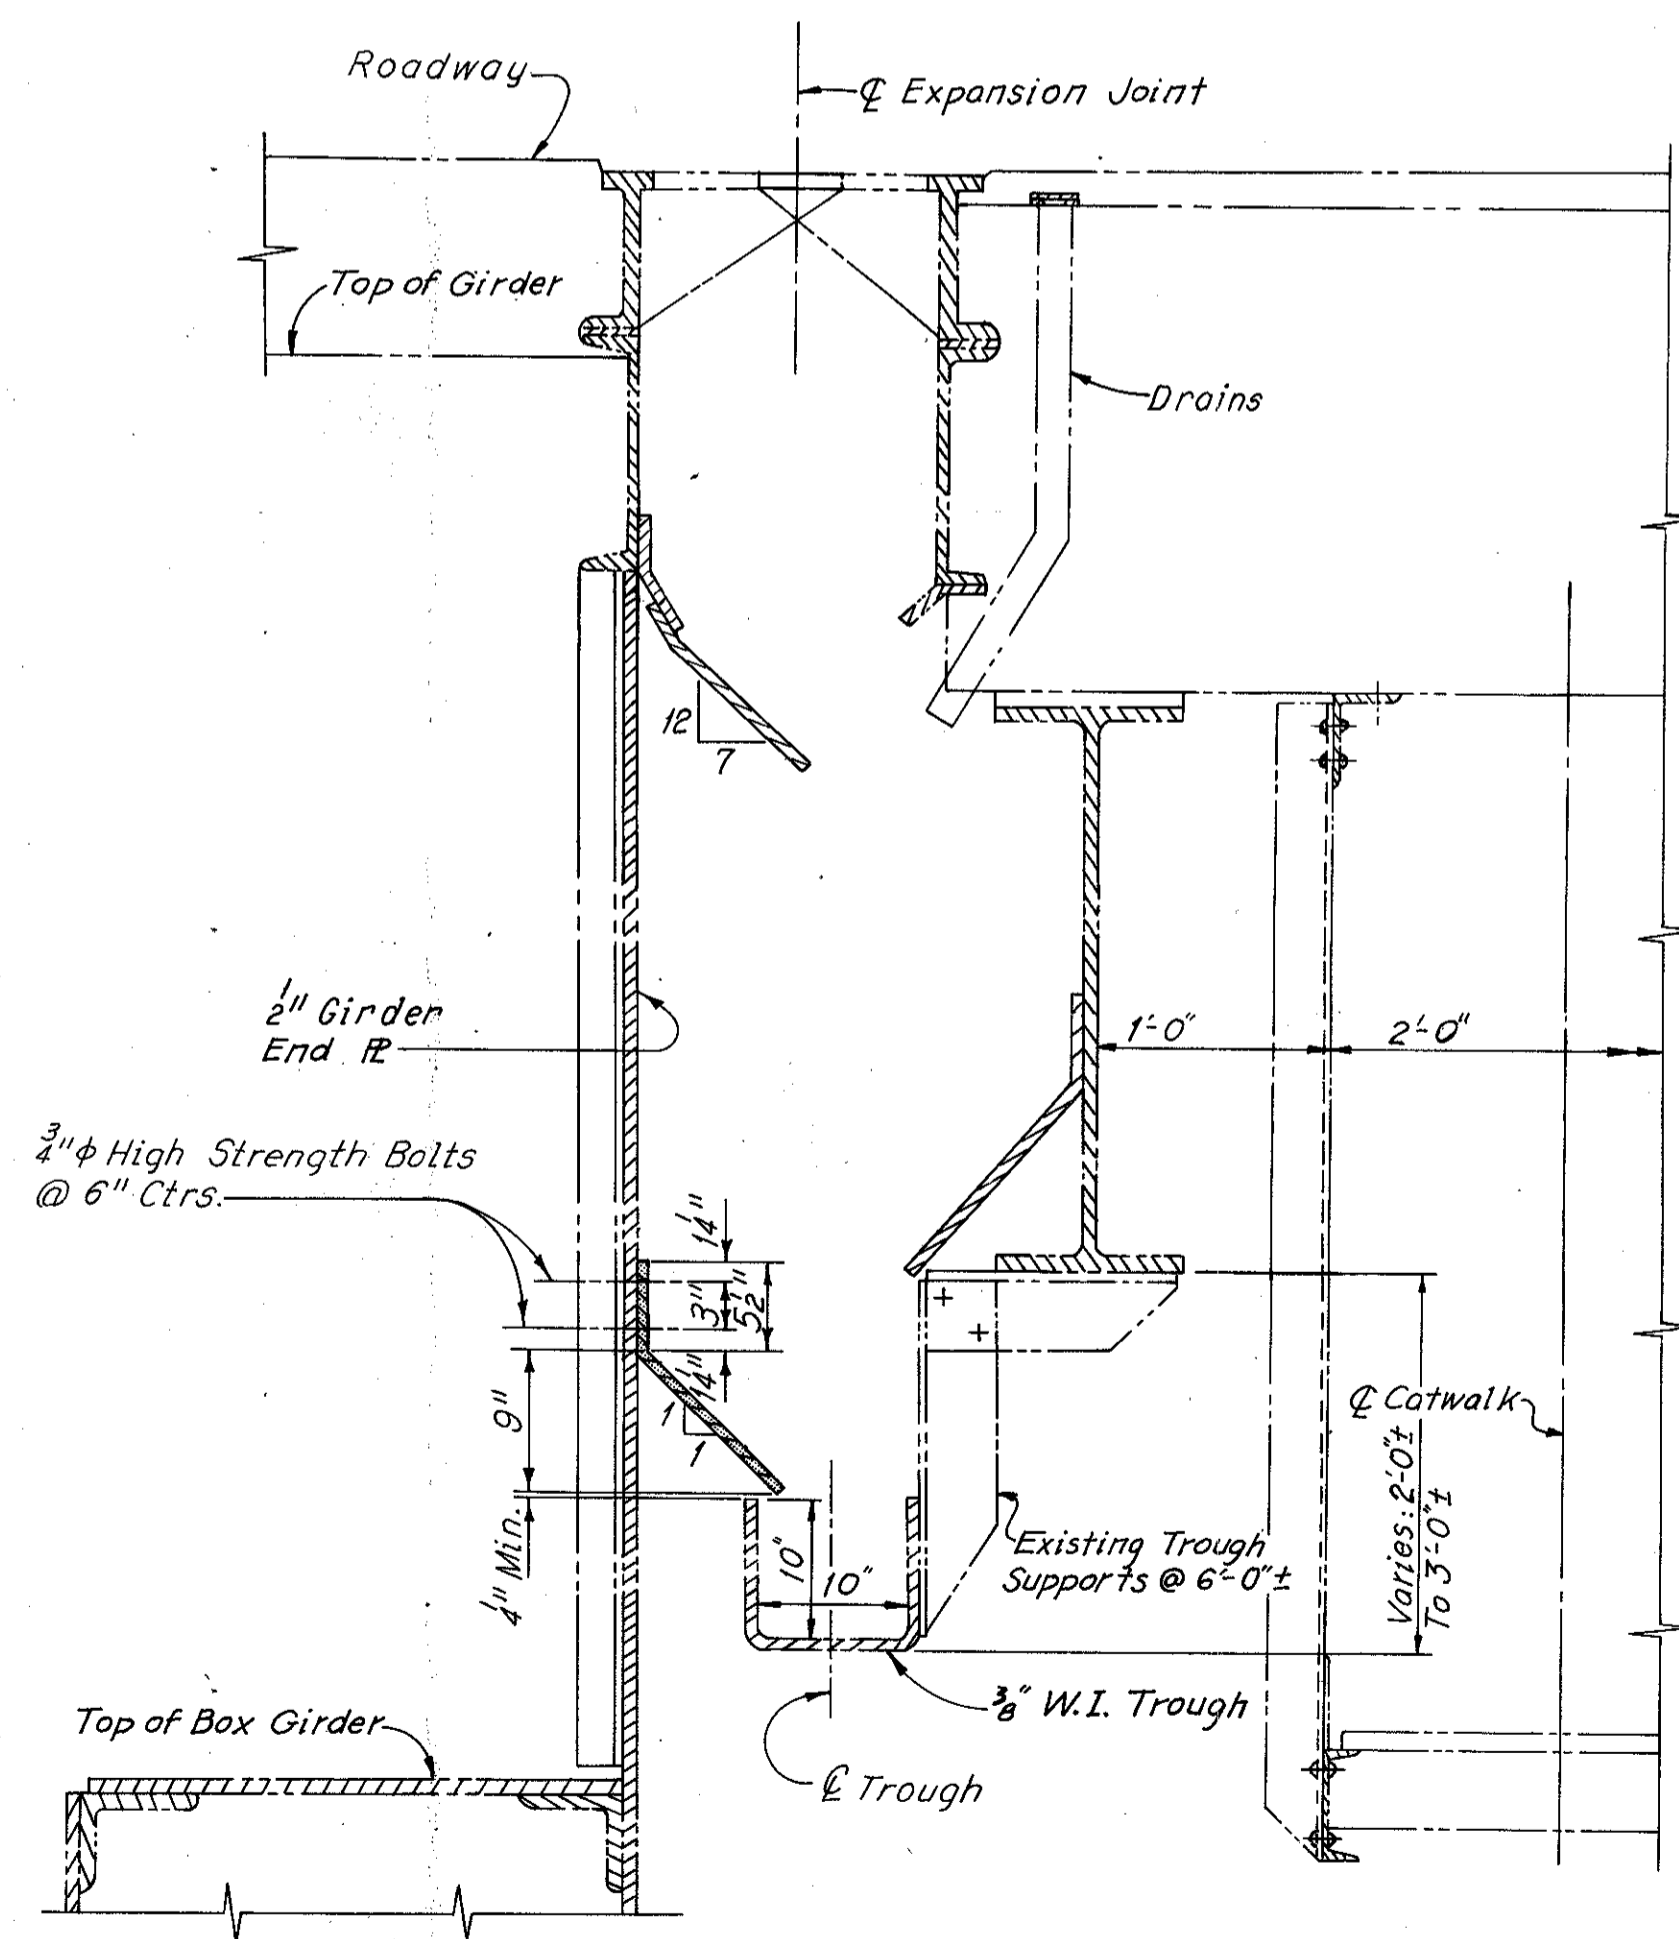 Roadway
℄ Expansion Joint
Top of Girder
Drains
12
7
1/2" Girder
End ⅊
1'-0"
2'-0"
3/4"ϕ High Strength Bolts
@ 6" Ctrs.
1 1/4"
3"
5 1/2"
1 1/4"
9"
1
1
1/4" Min.
10"
10"
℄ Catwalk
Varies: 2'-0"±
To 3'-0"±
Existing Trough
Supports @ 6'-0"±
3/8" W.I. Trough
Top of Box Girder
℄ Trough